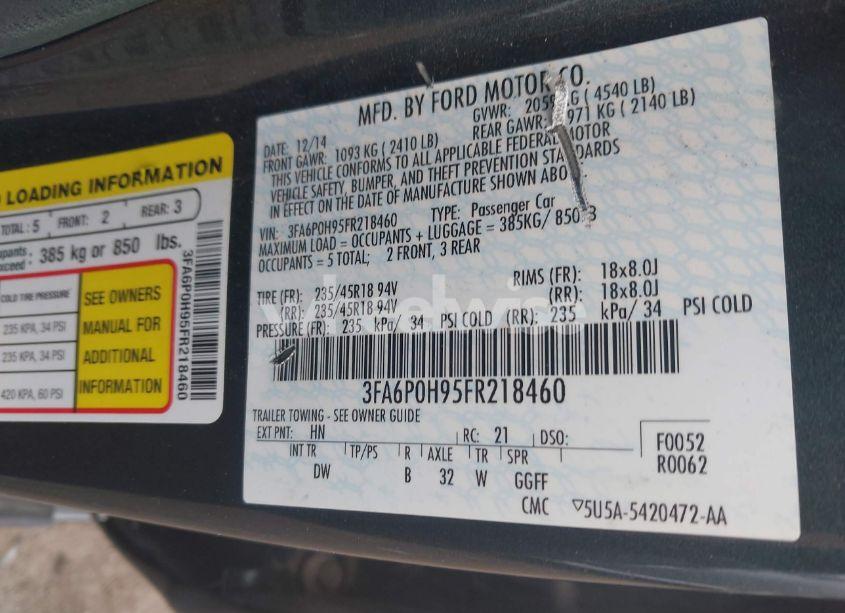 O LOADING INFORMATION
TOTAL: 5 FRONT: 2 REAR: 3
385 kg or 850 lbs.
COLD TIRE PRESSURE
235 KPA, 34 PSI
235 KPA, 34 PSI
420 KPA, 60 PSI
SEE OWNERS
MANUAL FOR
ADDITIONAL
INFORMATION
3FA6P0H95FR218460
MFD. BY FORD MOTOR CO.
DATE: 12/14 GVWR: 2059 KG ( 4540 LB)
FRONT GAWR: 1093 KG ( 2410 LB) REAR GAWR: 971 KG ( 2140 LB)
THIS VEHICLE CONFORMS TO ALL APPLICABLE FEDERAL MOTOR
VEHICLE SAFETY, BUMPER, AND THEFT PREVENTION STANDARDS
IN EFFECT ON THE DATE OF MANUFACTURE SHOWN ABOVE
VIN: 3FA6P0H95FR218460 TYPE: Passenger Car
MAXIMUM LOAD = OCCUPANTS + LUGGAGE = 385KG/ 850
OCCUPANTS = 5 TOTAL; 2 FRONT, 3 REAR
TIRE (FR): 235/45R18 94V RIMS (FR): 18x8.0J
(RR): 235/45R18 94V (RR): 18x8.0J
PRESSURE (FR): 235 kPa/ 34 PSI COLD (RR): 235 kPa/ 34 PSI COLD
3FA6P0H95FR218460
TRAILER TOWING - SEE OWNER GUIDE
EXT PNT: HN RC: 21 DSO:
INT TR TP/PS R AXLE TR SPR
DW B 32 W GGFF
F0052
R0062
CMC ▽5U5A-5420472-AA